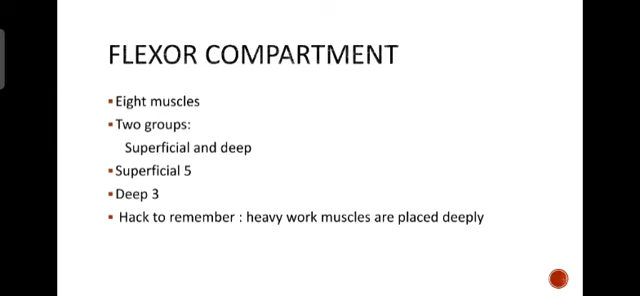 FLEXOR COMPARTMENT
▪Eight muscles
▪Two groups:
Superficial and deep
▪Superficial 5
▪Deep 3
▪ Hack to remember : heavy work muscles are placed deeply